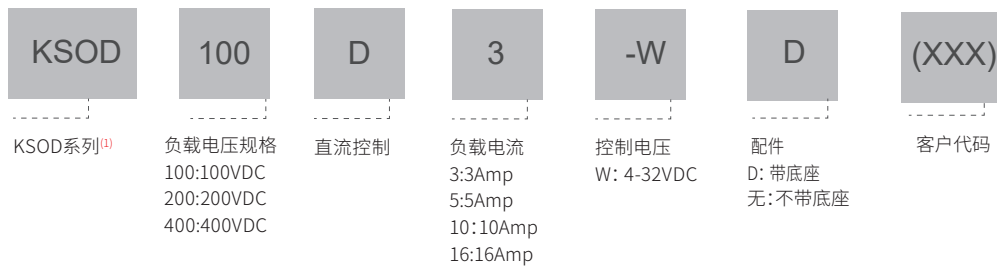 KSOD 100 D 3 -W D (XXX)
KSOD系列(1)
负载电压规格
100:100VDC
200:200VDC
400:400VDC
直流控制
负载电流
3:3Amp
5:5Amp
10:10Amp
16:16Amp
控制电压
W: 4-32VDC
配件
D: 带底座
无:不带底座
客户代码